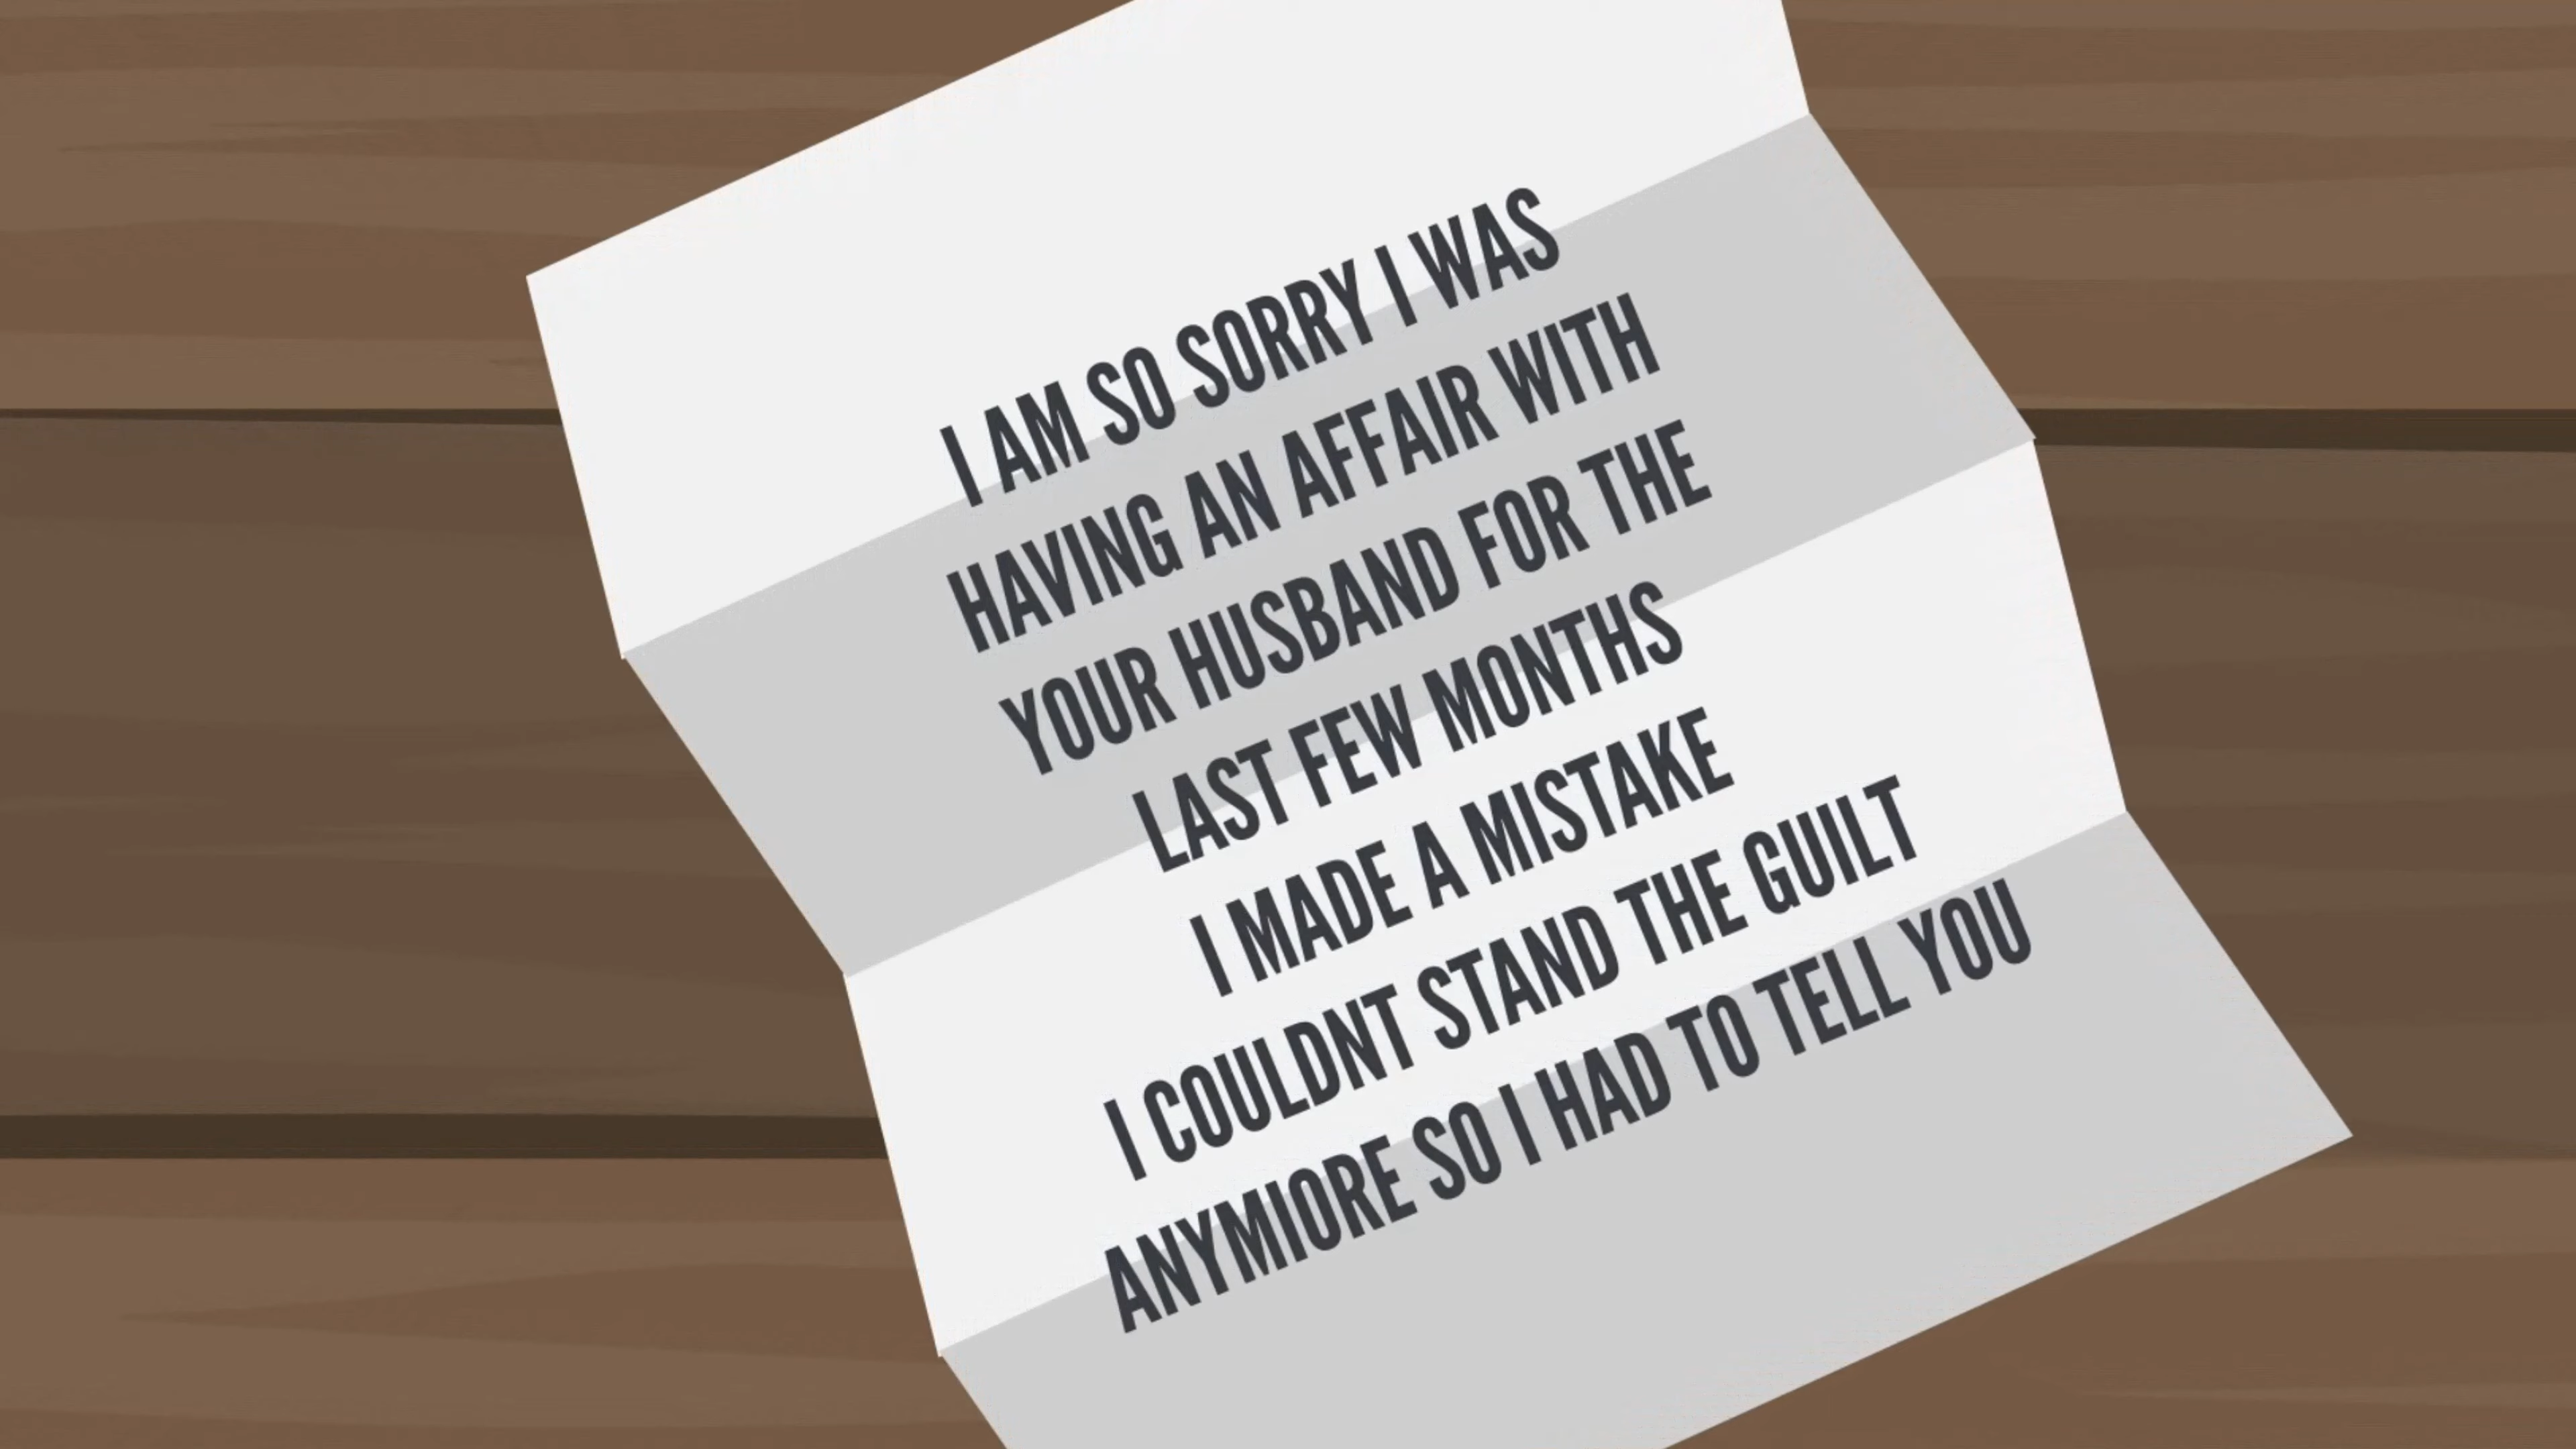 I AM SO SORRY I WAS
HAVING AN AFFAIR WITH
YOUR HUSBAND FOR THE
LAST FEW MONTHS
I MADE A MISTAKE
I COULDNT STAND THE GUILT
ANYMIORE SO I HAD TO TELL YOU